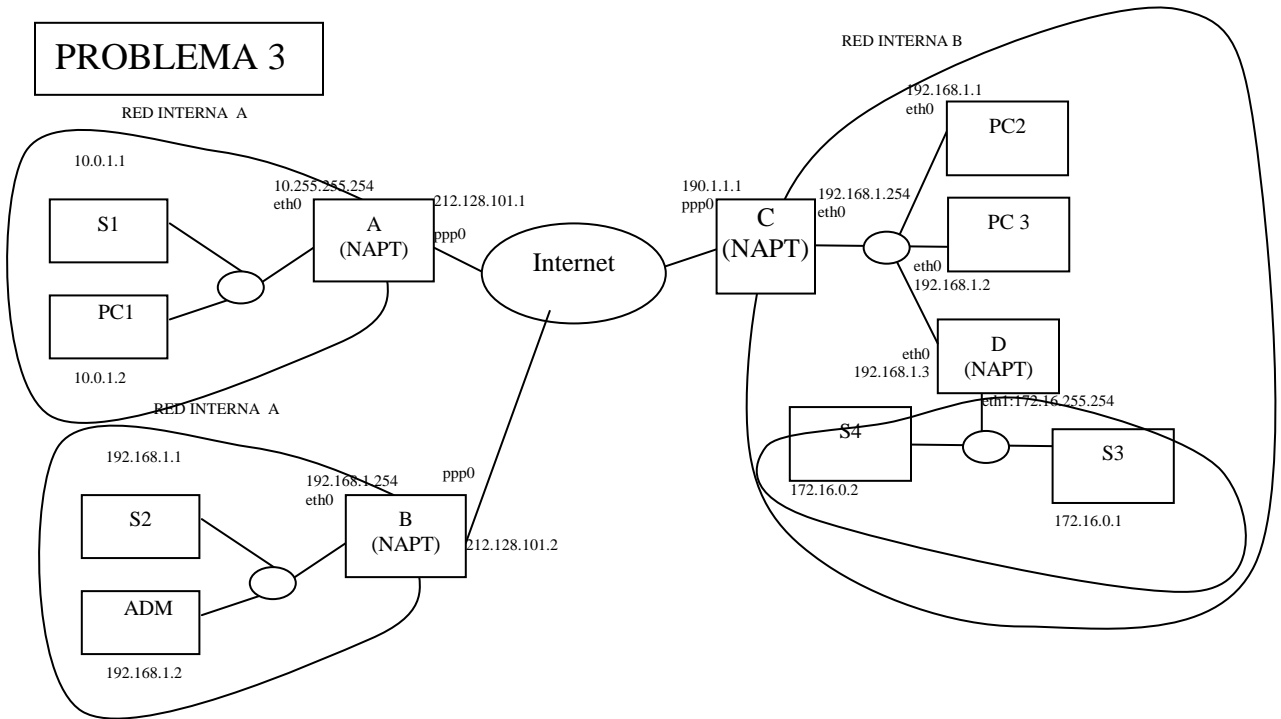 PROBLEMA 3
RED INTERNA A
10.0.1.1
S1
PC1
10.0.1.2
10.255.255.254
eth0
A
(NAPT)
212.128.101.1
ppp0
Internet
RED INTERNA A
192.168.1.1
S2
ADM
192.168.1.2
192.168.1.254
eth0
B
(NAPT)
ppp0
212.128.101.2
RED INTERNA B
190.1.1.1
ppp0
C
(NAPT)
192.168.1.254
eth0
192.168.1.1
eth0
PC2
PC 3
eth0
192.168.1.2
D
(NAPT)
eth0
192.168.1.3
eth1:172.16.255.254
S4
172.16.0.2
S3
172.16.0.1